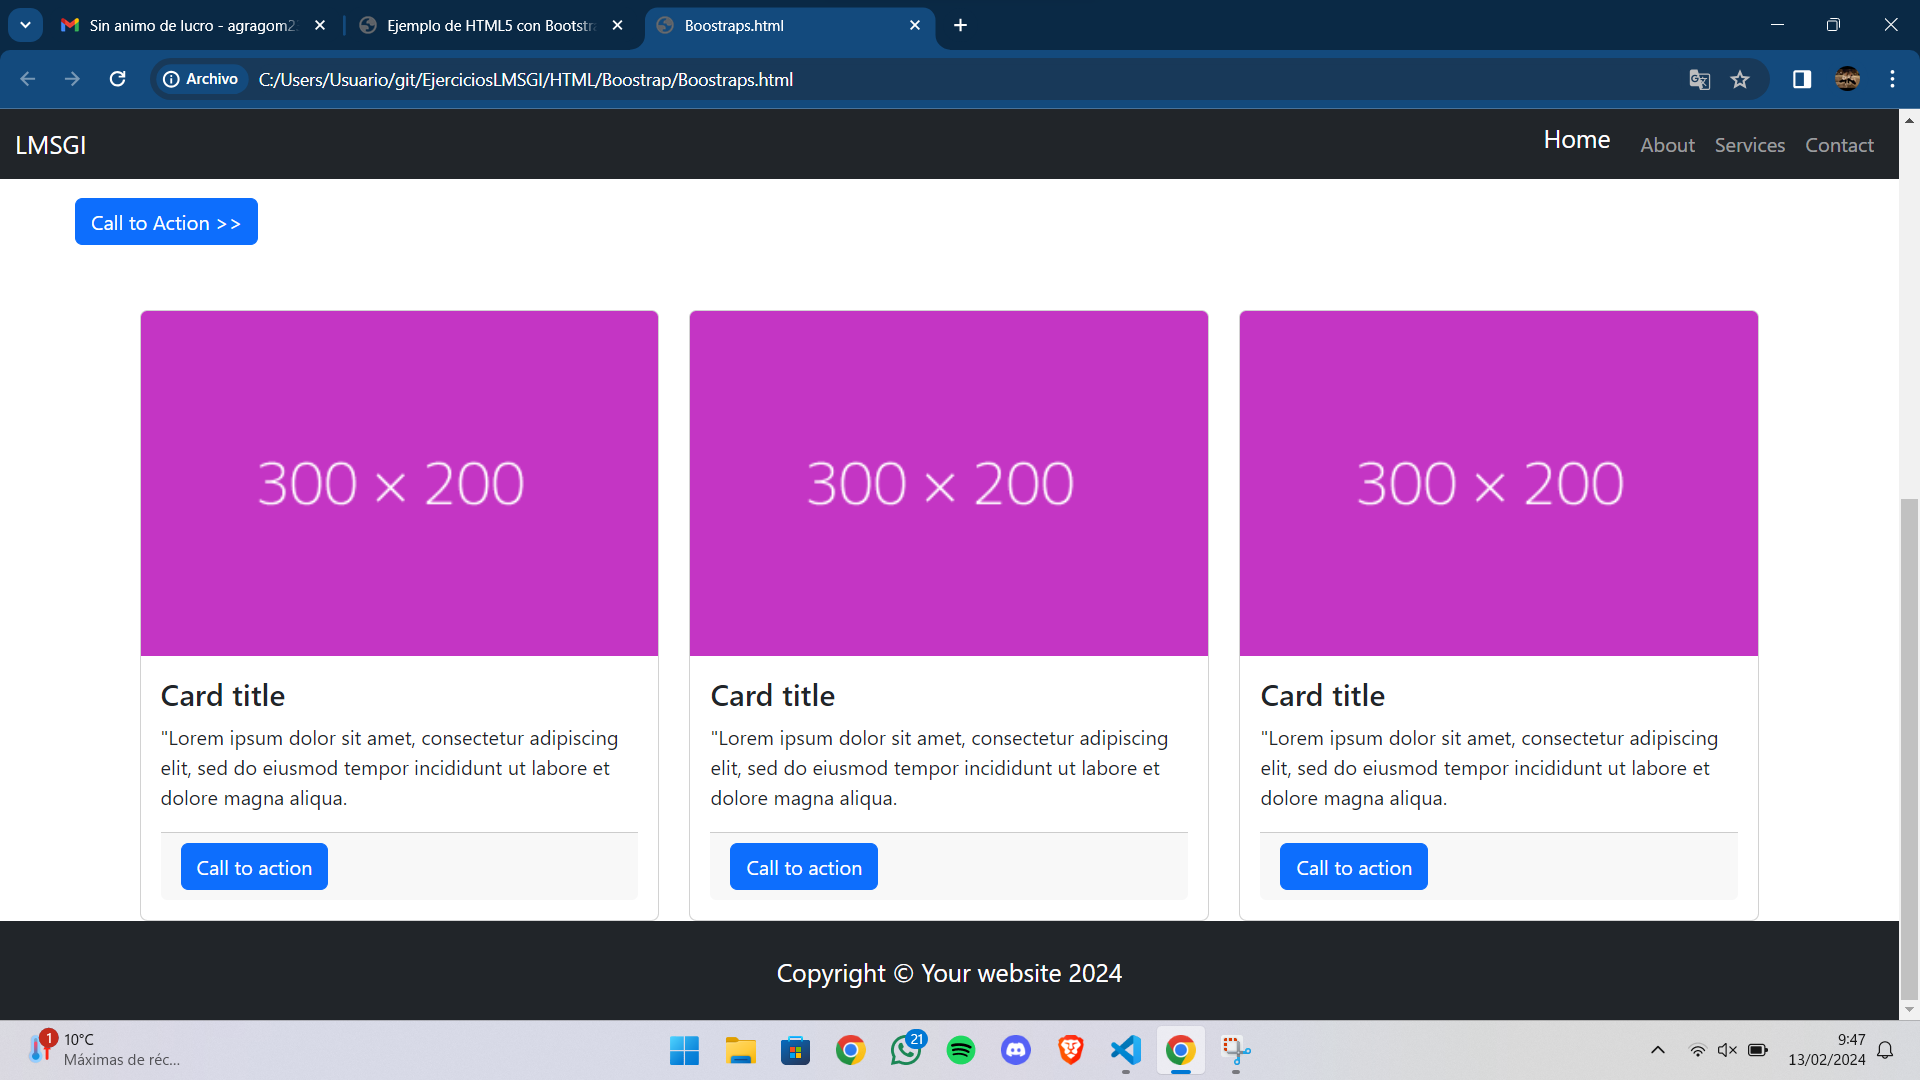 Sin animo de lucro - agragom2
Ejemplo de HTML5 con Bootstr
Boostraps.html
Archivo
C:/Users/Usuario/git/EjerciciosLMSGI/HTML/Boostrap/Boostraps.html
LMSGI
Home
About
Services
Contact
Call to Action >>
300 × 200
300 × 200
300 × 200
Card title
"Lorem ipsum dolor sit amet, consectetur adipiscing
elit, sed do eiusmod tempor incididunt ut labore et
dolore magna aliqua.
Call to action
Card title
"Lorem ipsum dolor sit amet, consectetur adipiscing
elit, sed do eiusmod tempor incididunt ut labore et
dolore magna aliqua.
Call to action
Card title
"Lorem ipsum dolor sit amet, consectetur adipiscing
elit, sed do eiusmod tempor incididunt ut labore et
dolore magna aliqua.
Call to action
Copyright © Your website 2024
1
10°C
Máximas de réc...
21
9:47
13/02/2024